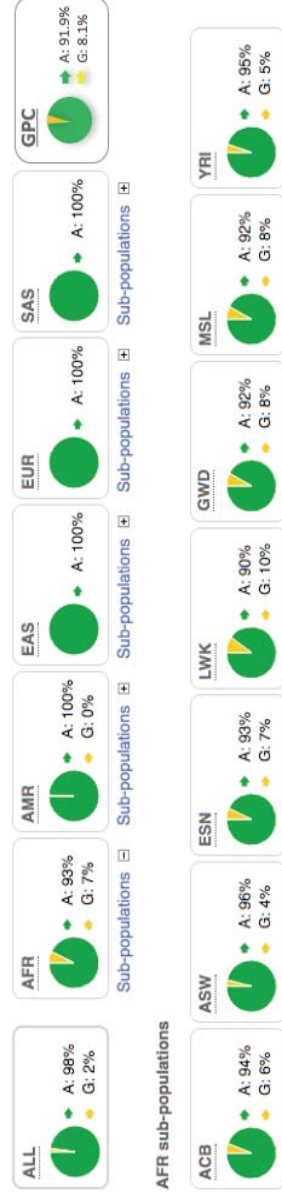 ALL
A: 98%
G: 2%
AFR
A: 93%
G: 7%
Sub-populations
AMR
A: 100%
G: 0%
Sub-populations
EAS
A: 100%
Sub-populations
EUR
A: 100%
Sub-populations
SAS
A: 100%
Sub-populations
GPC
A: 91.9%
G: 8.1%
AFR sub-populations
ACB
A: 94%
G: 6%
ASW
A: 96%
G: 4%
ESN
A: 93%
G: 7%
LWK
A: 90%
G: 10%
GWD
A: 92%
G: 8%
MSL
A: 92%
G: 8%
YRI
A: 95%
G: 5%